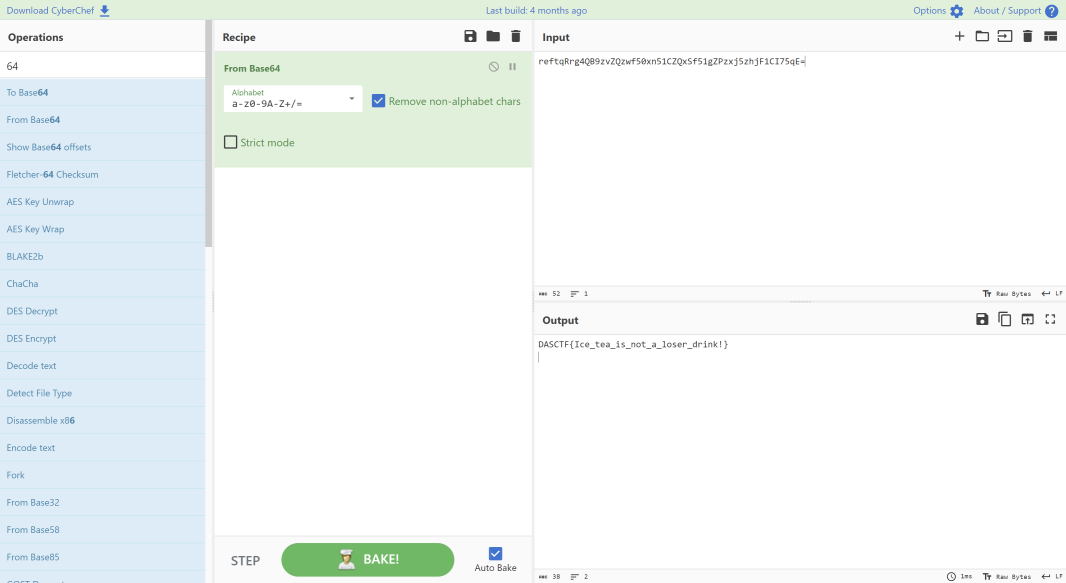 Download CyberChef
Last build: 4 months ago
Options
About / Support
Operations
64
To Base64
From Base64
Show Base64 offsets
Fletcher-64 Checksum
AES Key Unwrap
AES Key Wrap
BLAKE2b
ChaCha
DES Decrypt
DES Encrypt
Decode text
Detect File Type
Disassemble x86
Encode text
Fork
From Base32
From Base58
From Base85
Recipe
From Base64
Alphabet
a-z0-9A-Z+/=
Remove non-alphabet chars
Strict mode
STEP
BAKE!
Auto Bake
Input
reftqRrg4QB9zvZQzwf50xn51CZQxSf51gZPzxj5zhjF1CI75qE=
ABC 52 1
Tr Raw Bytes LF
Output
DASCTF{Ice_tea_is_not_a_loser_drink!}
ABC 38 2
1ms Tr Raw Bytes LF